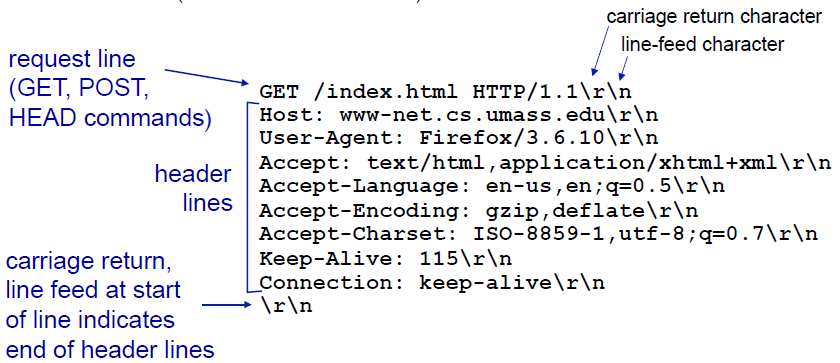 carriage return character
line-feed character
request line
(GET, POST,
HEAD commands)
GET /index.html HTTP/1.1\r\n
Host: www-net.cs.umass.edu\r\n
User-Agent: Firefox/3.6.10\r\n
Accept: text/html,application/xhtml+xml\r\n
Accept-Language: en-us,en;q=0.5\r\n
Accept-Encoding: gzip,deflate\r\n
Accept-Charset: ISO-8859-1,utf-8;q=0.7\r\n
Keep-Alive: 115\r\n
Connection: keep-alive\r\n
\r\n
header
lines
carriage return,
line feed at start
of line indicates
end of header lines